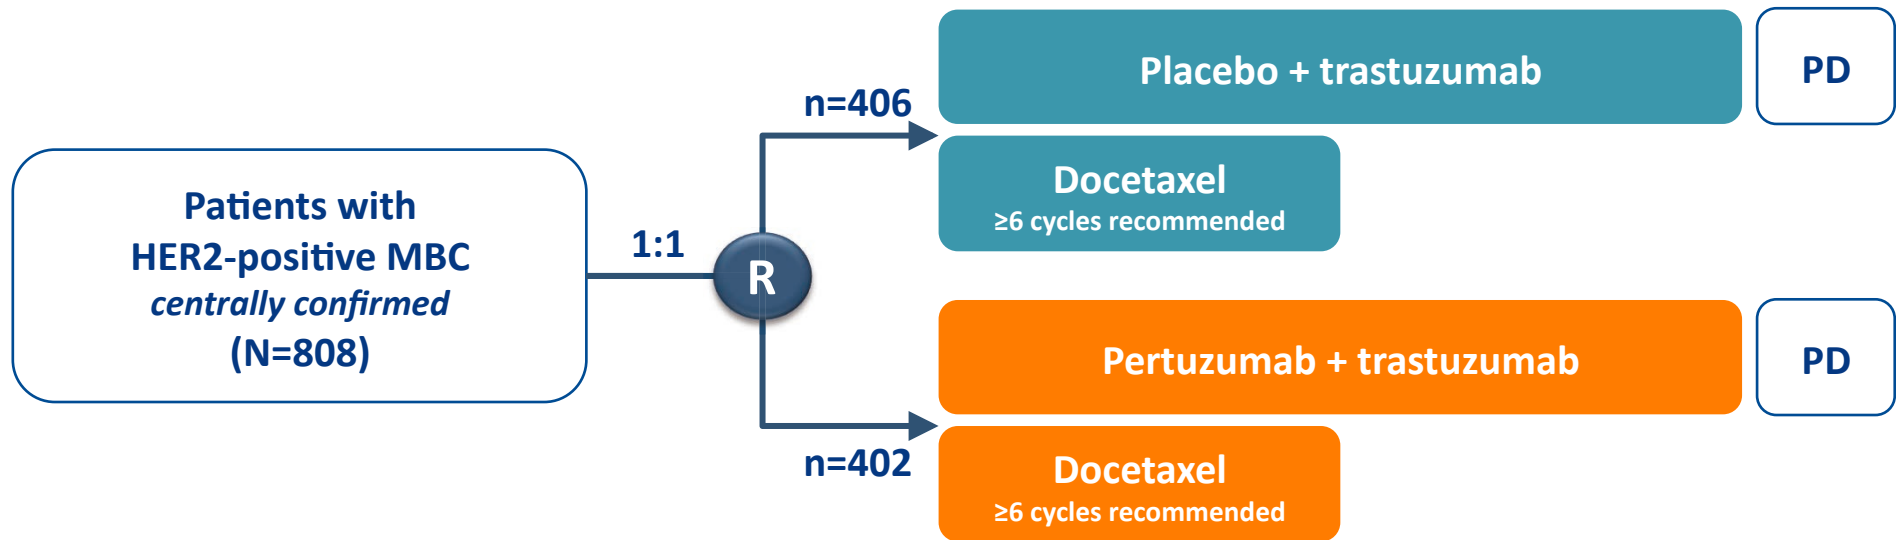 Patients with
HER2-positive MBC
centrally confirmed
(N=808)
1:1
R
n=406
Placebo + trastuzumab
PD
Docetaxel
≥6 cycles recommended
n=402
Pertuzumab + trastuzumab
PD
Docetaxel
≥6 cycles recommended